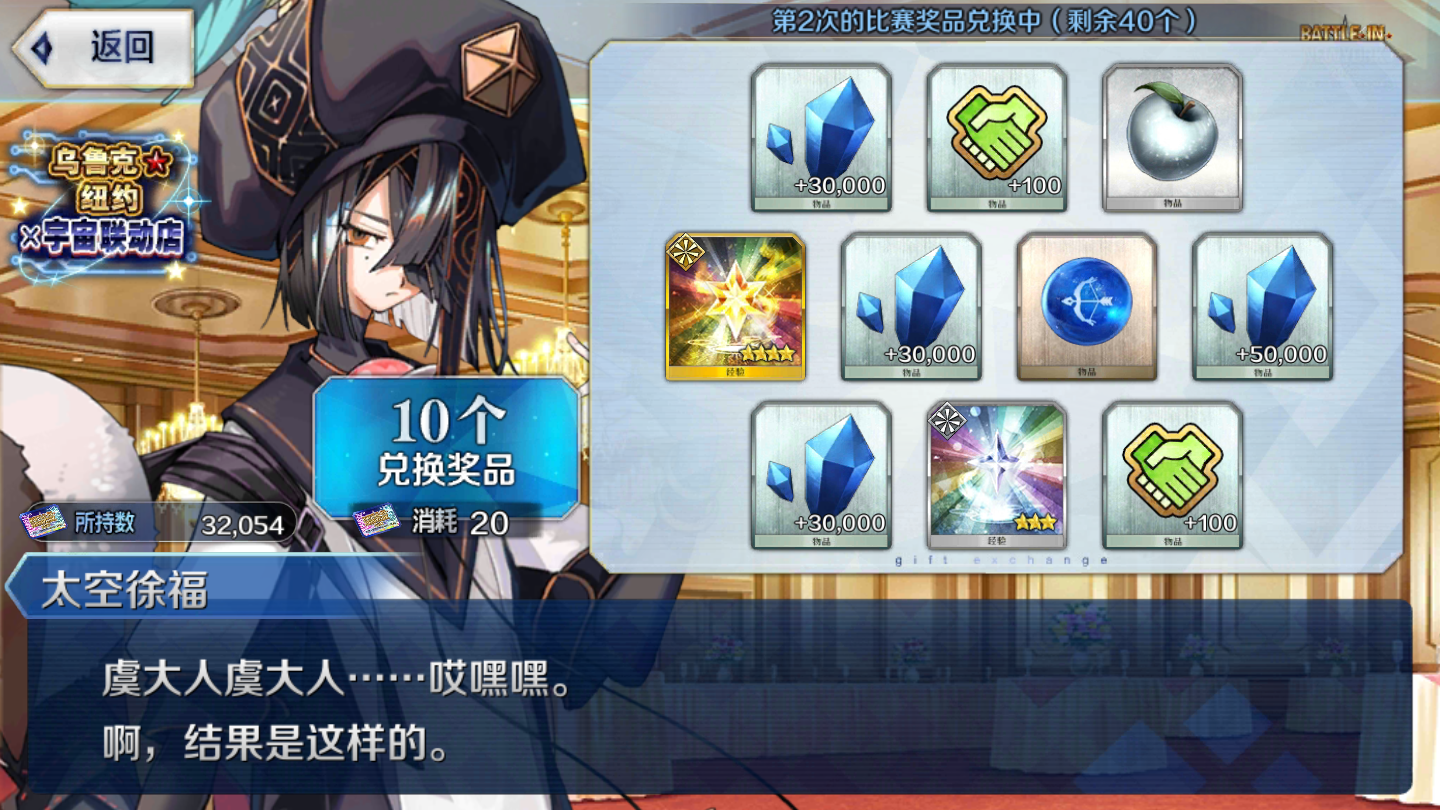 返回
第2次的比赛奖品兑换中（剩余40个）
BATTLE IN
乌鲁克★
纽约
×宇宙联动店
+30,000
物品
+100
物品
物品
经验
+30,000
物品
物品
+50,000
物品
+30,000
物品
经验
+100
物品
gift exchange
10个
兑换奖品
所持数 32,054
消耗 20
太空徐福
虞大人虞大人……哎嘿嘿。
啊，结果是这样的。